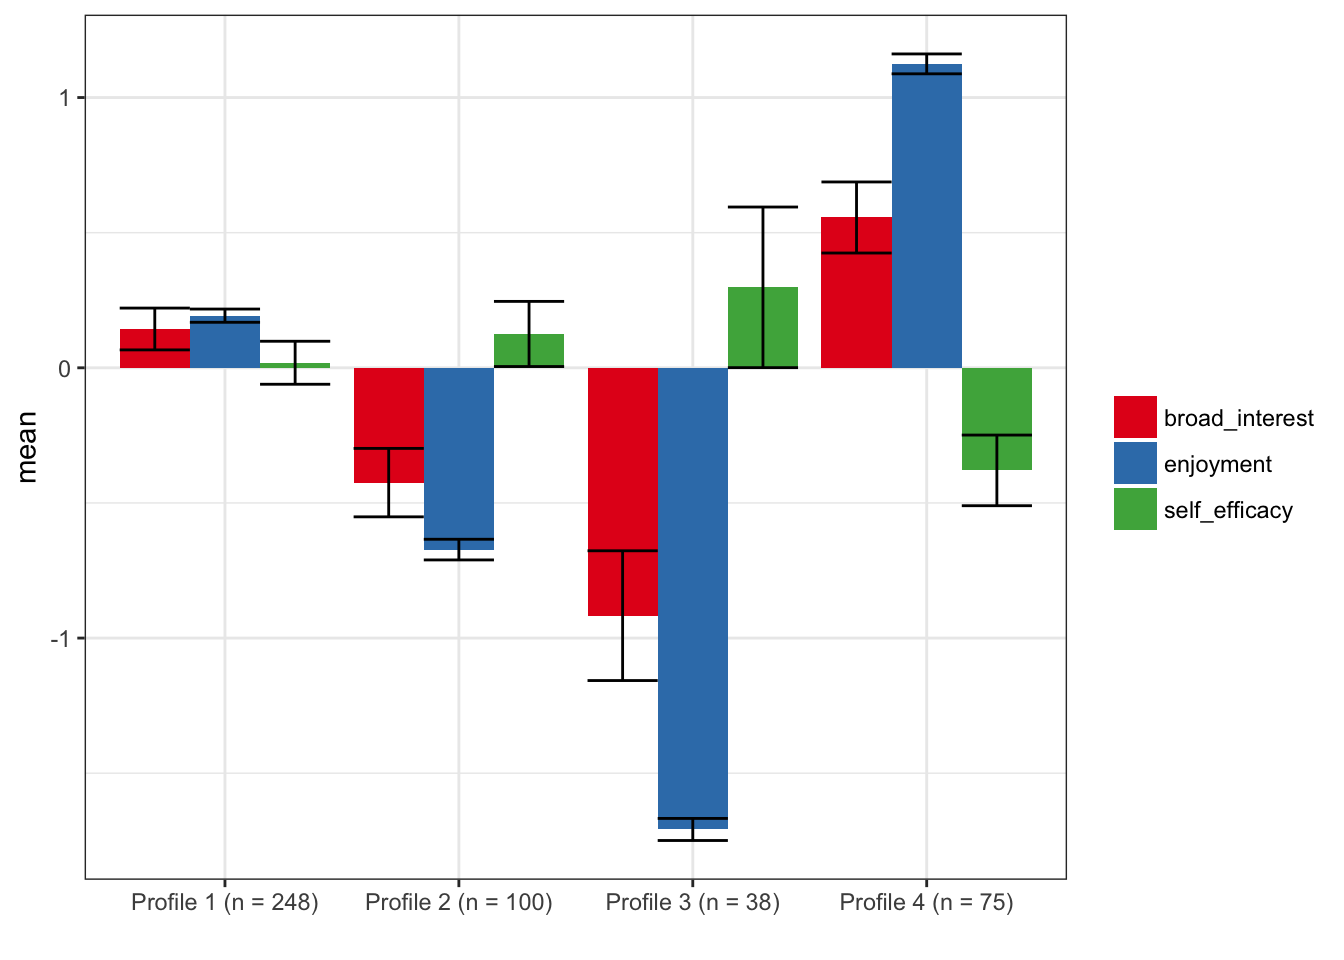 1
0
-1
mean
Profile 1 (n = 248)
Profile 2 (n = 100)
Profile 3 (n = 38)
Profile 4 (n = 75)
broad_interest
enjoyment
self_efficacy